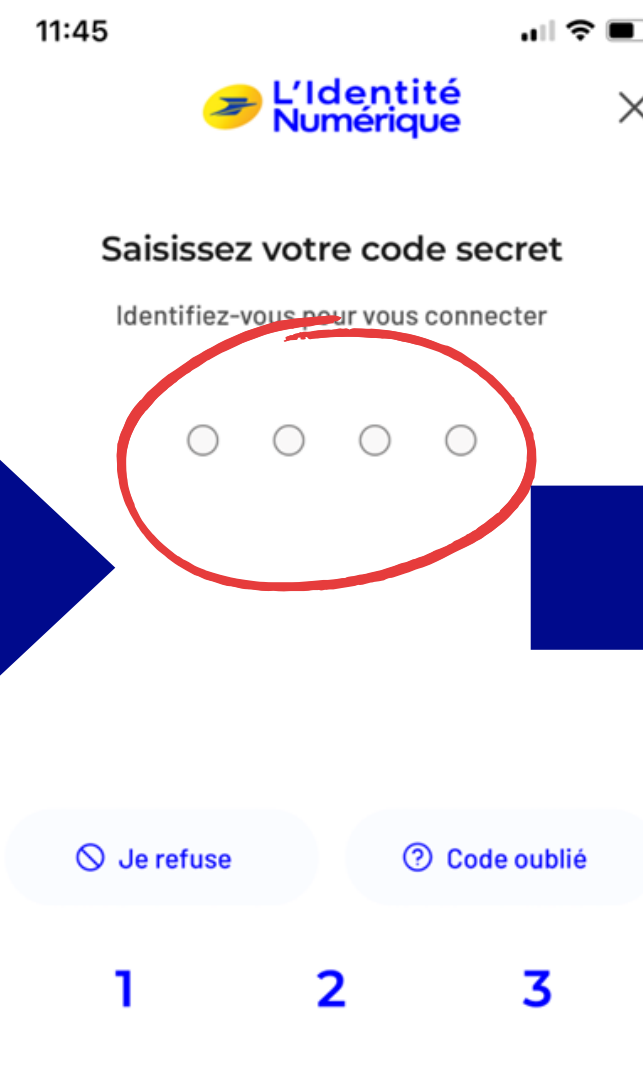 11:45
L'Identité
Numérique
Saisissez votre code secret
Identifiez-vous pour vous connecter
Je refuse
Code oublié
1 2 3